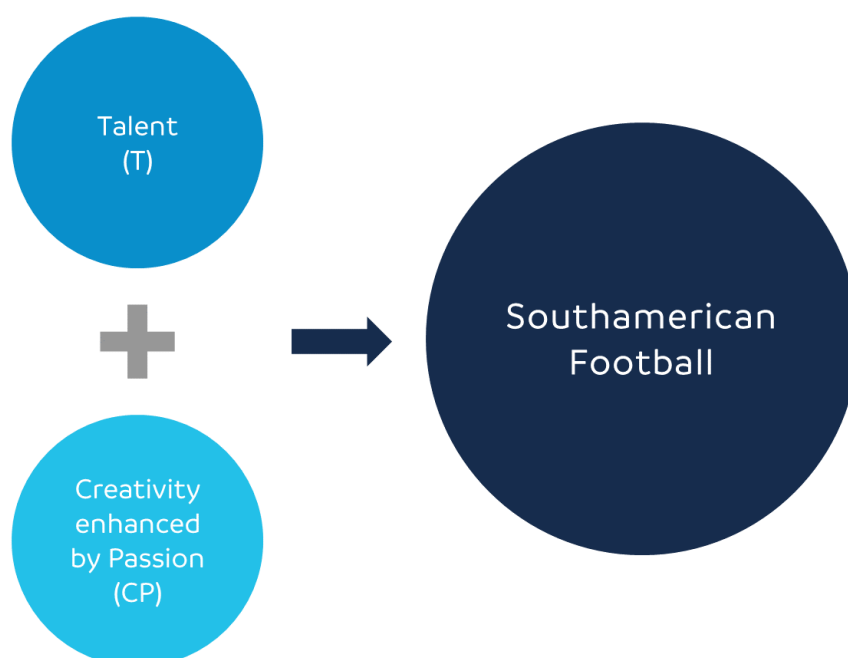 Talent
(T)
Creativity
enhanced
by Passion
(CP)
Southamerican
Football